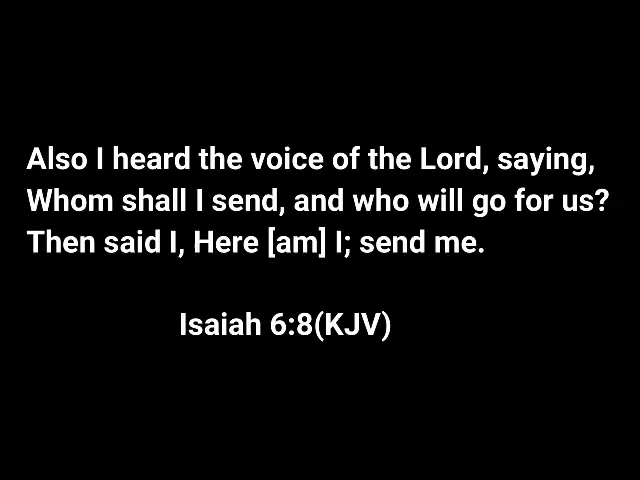 Also I heard the voice of the Lord, saying,
Whom shall I send, and who will go for us?
Then said I, Here [am] I; send me.
Isaiah 6:8(KJV)